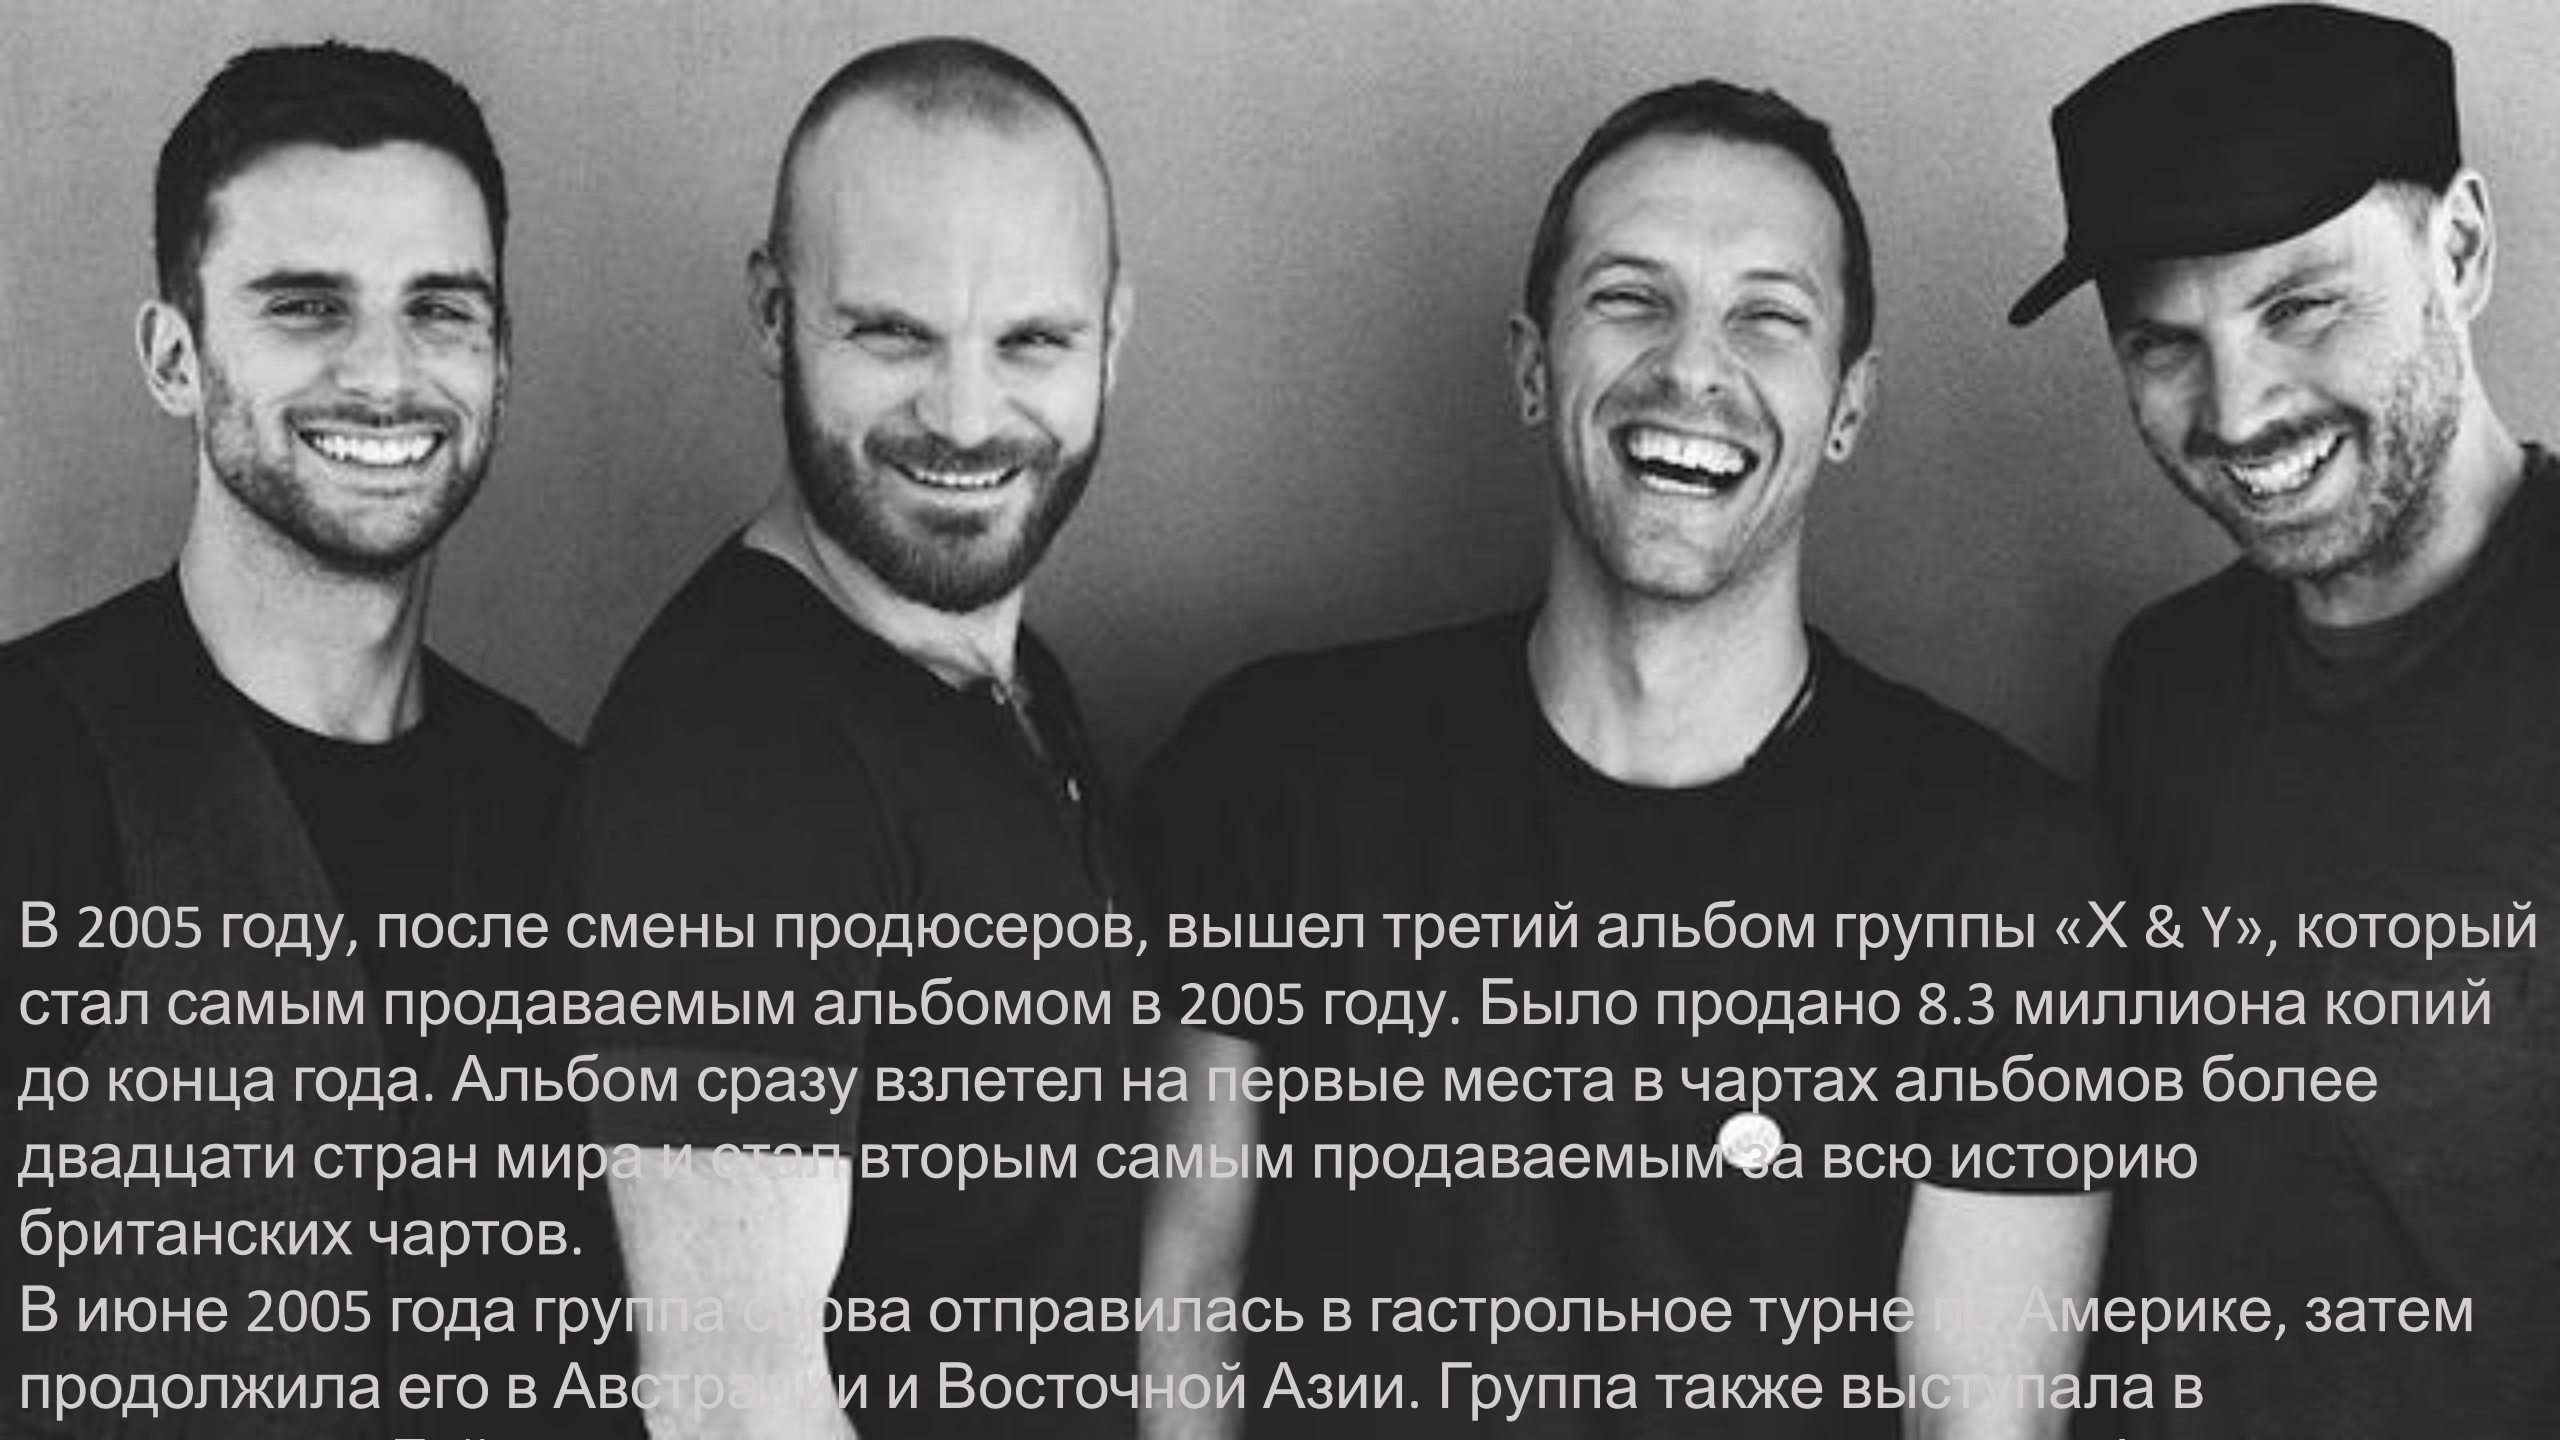 В 2005 году, после смены продюсеров, вышел третий альбом группы «X & Y», который
стал самым продаваемым альбомом в 2005 году. Было продано 8.3 миллиона копий
до конца года. Альбом сразу взлетел на первые места в чартах альбомов более
двадцати стран мира и стал вторым самым продаваемым за всю историю
британских чартов.
В июне 2005 года группа снова отправилась в гастрольное турне по Америке, затем
продолжила его в Австралии и Восточной Азии. Группа также выступала в